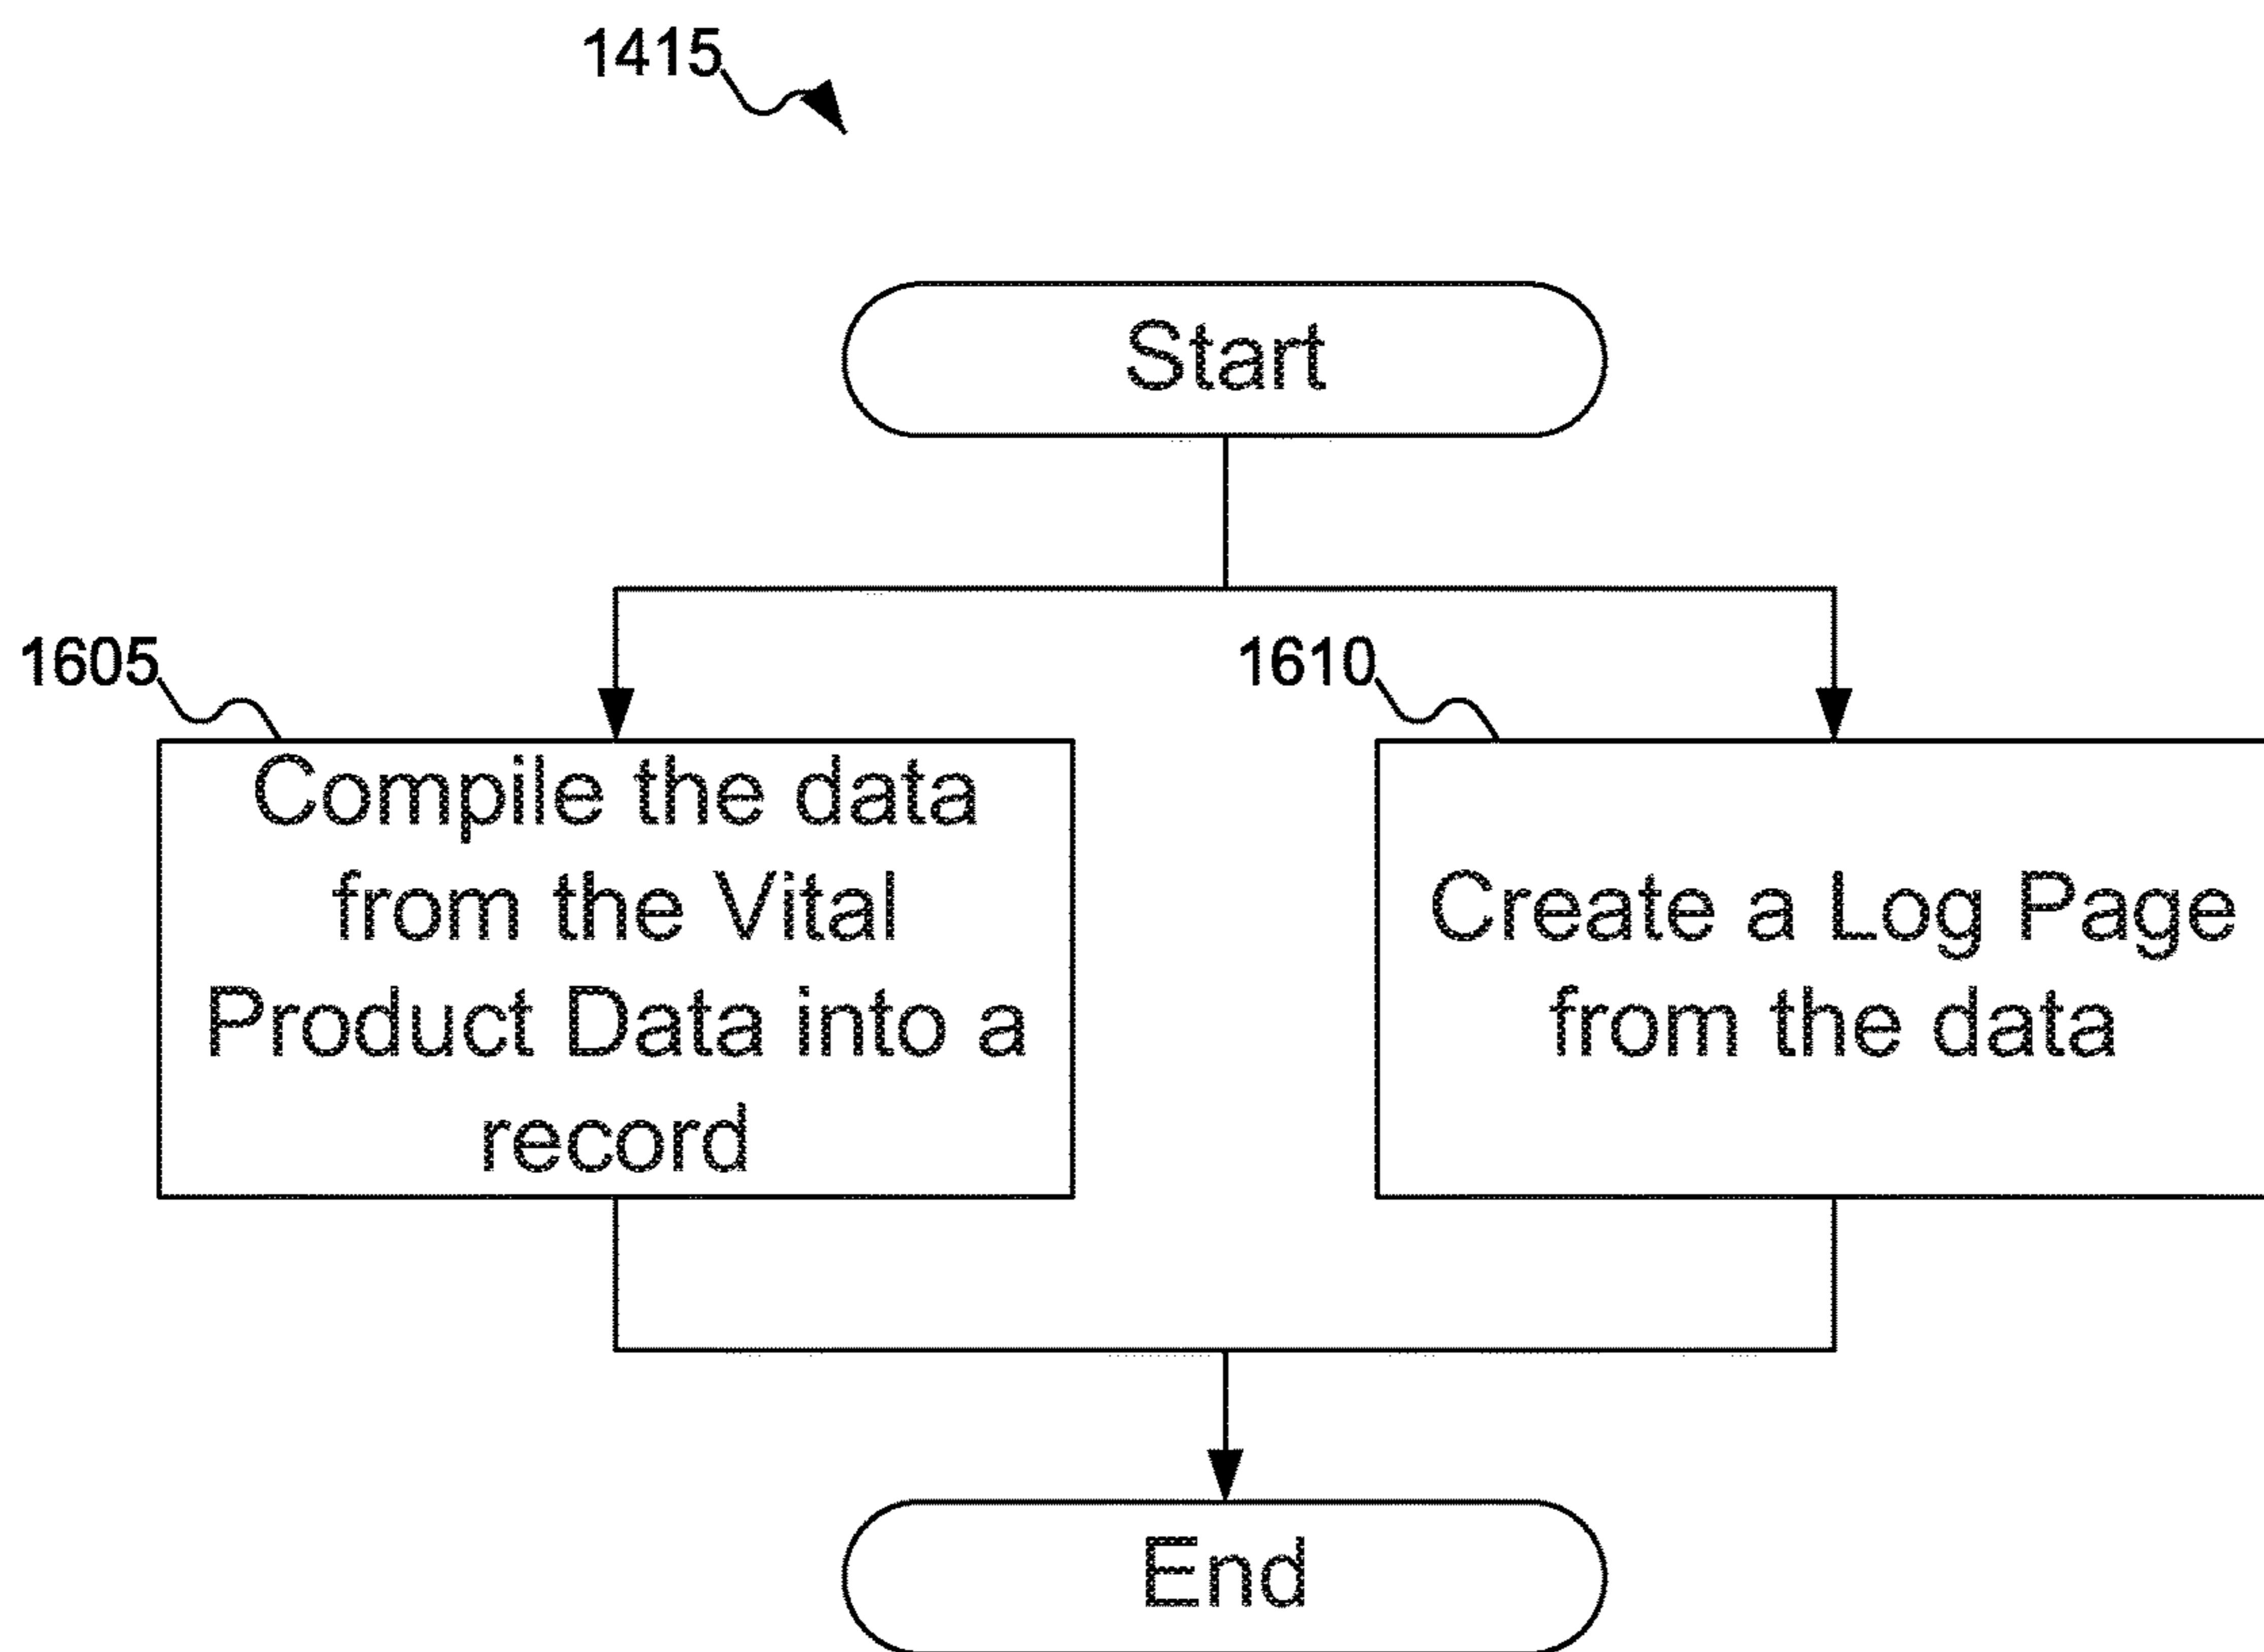 1415
Start
1605
1610
Compile the data
from the Vital
Product Data into a
record
Create a Log Page
from the data
End